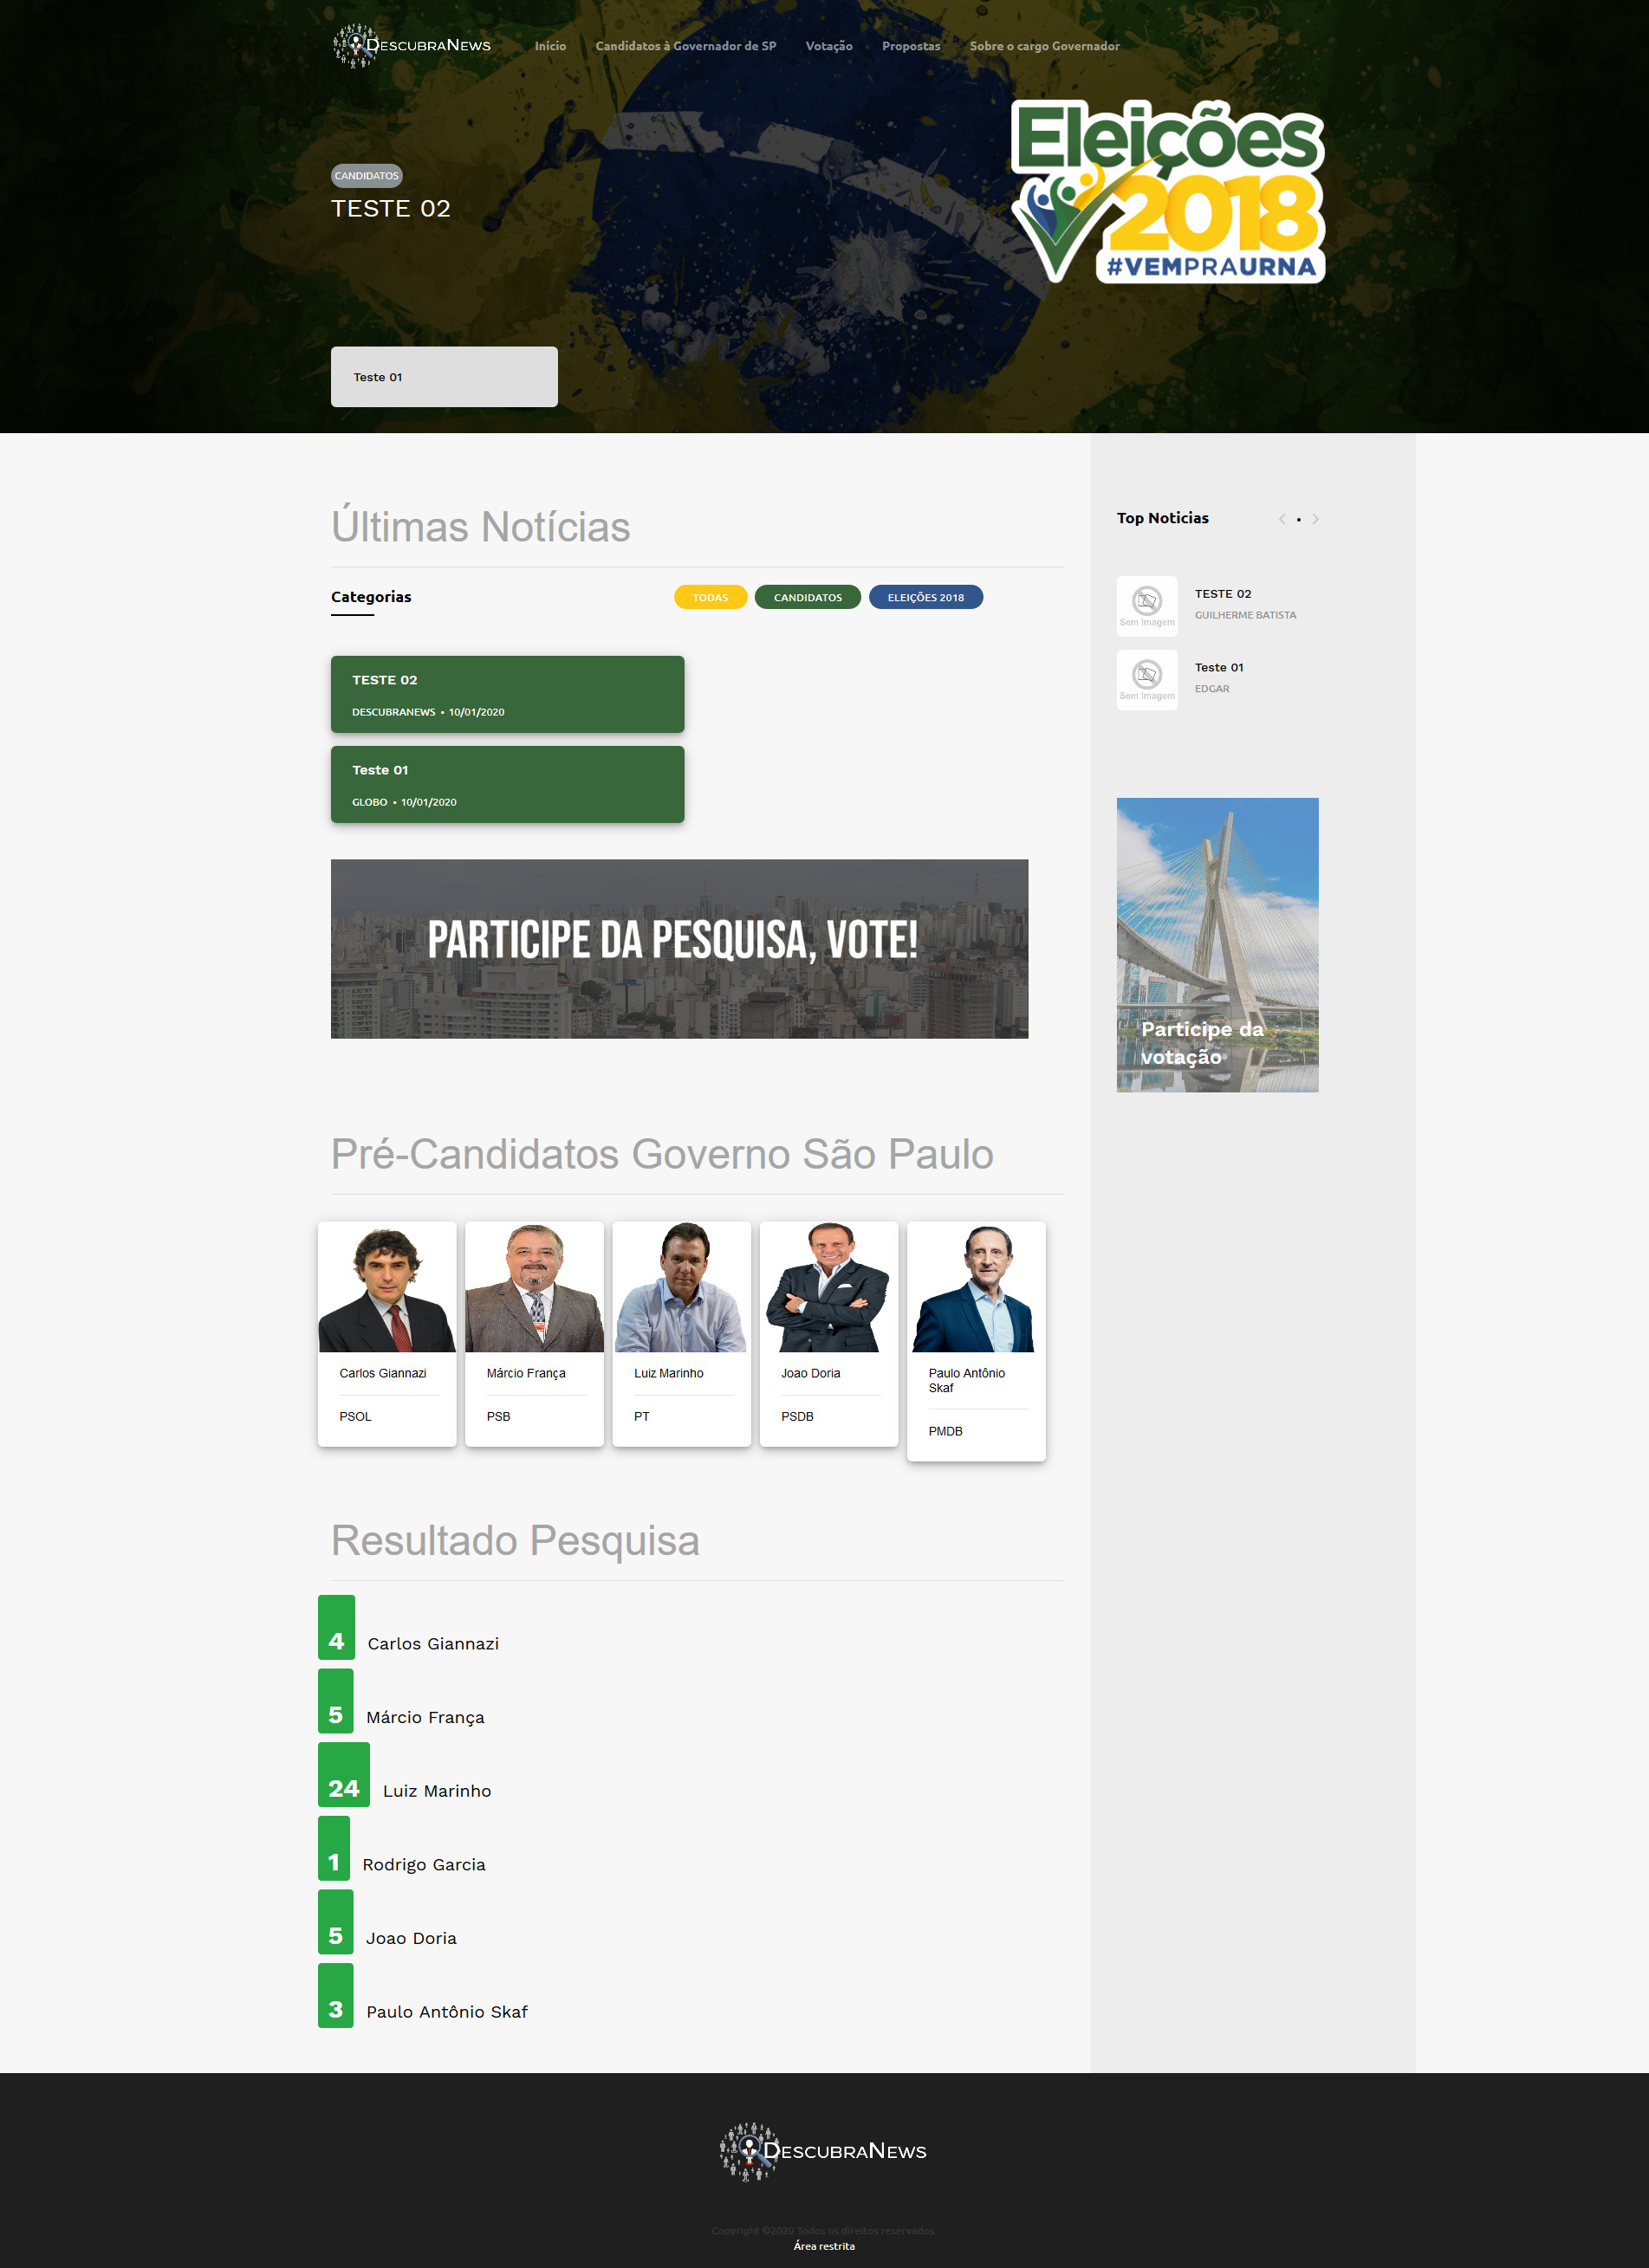 DESCUBRANEWS
Início
Candidatos à Governador de SP
Votação
Propostas
Sobre o cargo Governador
Eleições
2018
#VEMPRAURNA
CANDIDATOS
TESTE 02
Teste 01
Últimas Notícias
Categorias
TODAS
CANDIDATOS
ELEIÇÕES 2018
TESTE 02
DESCUBRANEWS • 10/01/2020
Teste 01
GLOBO • 10/01/2020
PARTICIPE DA PESQUISA, VOTE!
Top Noticias
Sem Imagem
TESTE 02
GUILHERME BATISTA
Sem Imagem
Teste 01
EDGAR
Participe da
votação
Pré-Candidatos Governo São Paulo
Carlos Giannazi
PSOL
Márcio França
PSB
Luiz Marinho
PT
Joao Doria
PSDB
Paulo Antônio
Skaf
PMDB
Resultado Pesquisa
4 Carlos Giannazi
5 Márcio França
24 Luiz Marinho
1 Rodrigo Garcia
5 Joao Doria
3 Paulo Antônio Skaf
DESCUBRANEWS
Copyright ©2020 Todos os direitos reservados.
Área restrita